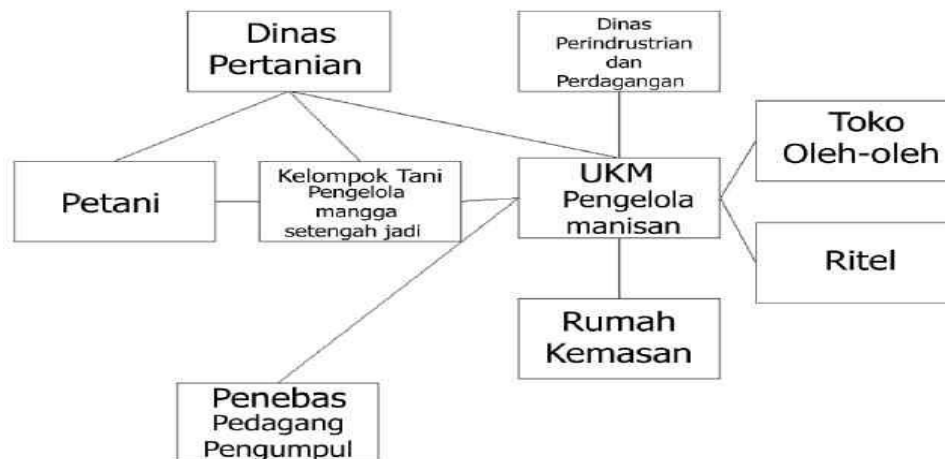 Dinas
Pertanian
Dinas
Perindrustrian
dan
Perdagangan
Toko
Oleh-oleh
Petani
Kelompok Tani
Pengelola
mangga
setengah jadi
UKM
Pengelola
manisan
Ritel
Rumah
Kemasan
Penebas
Pedagang
Pengumpul